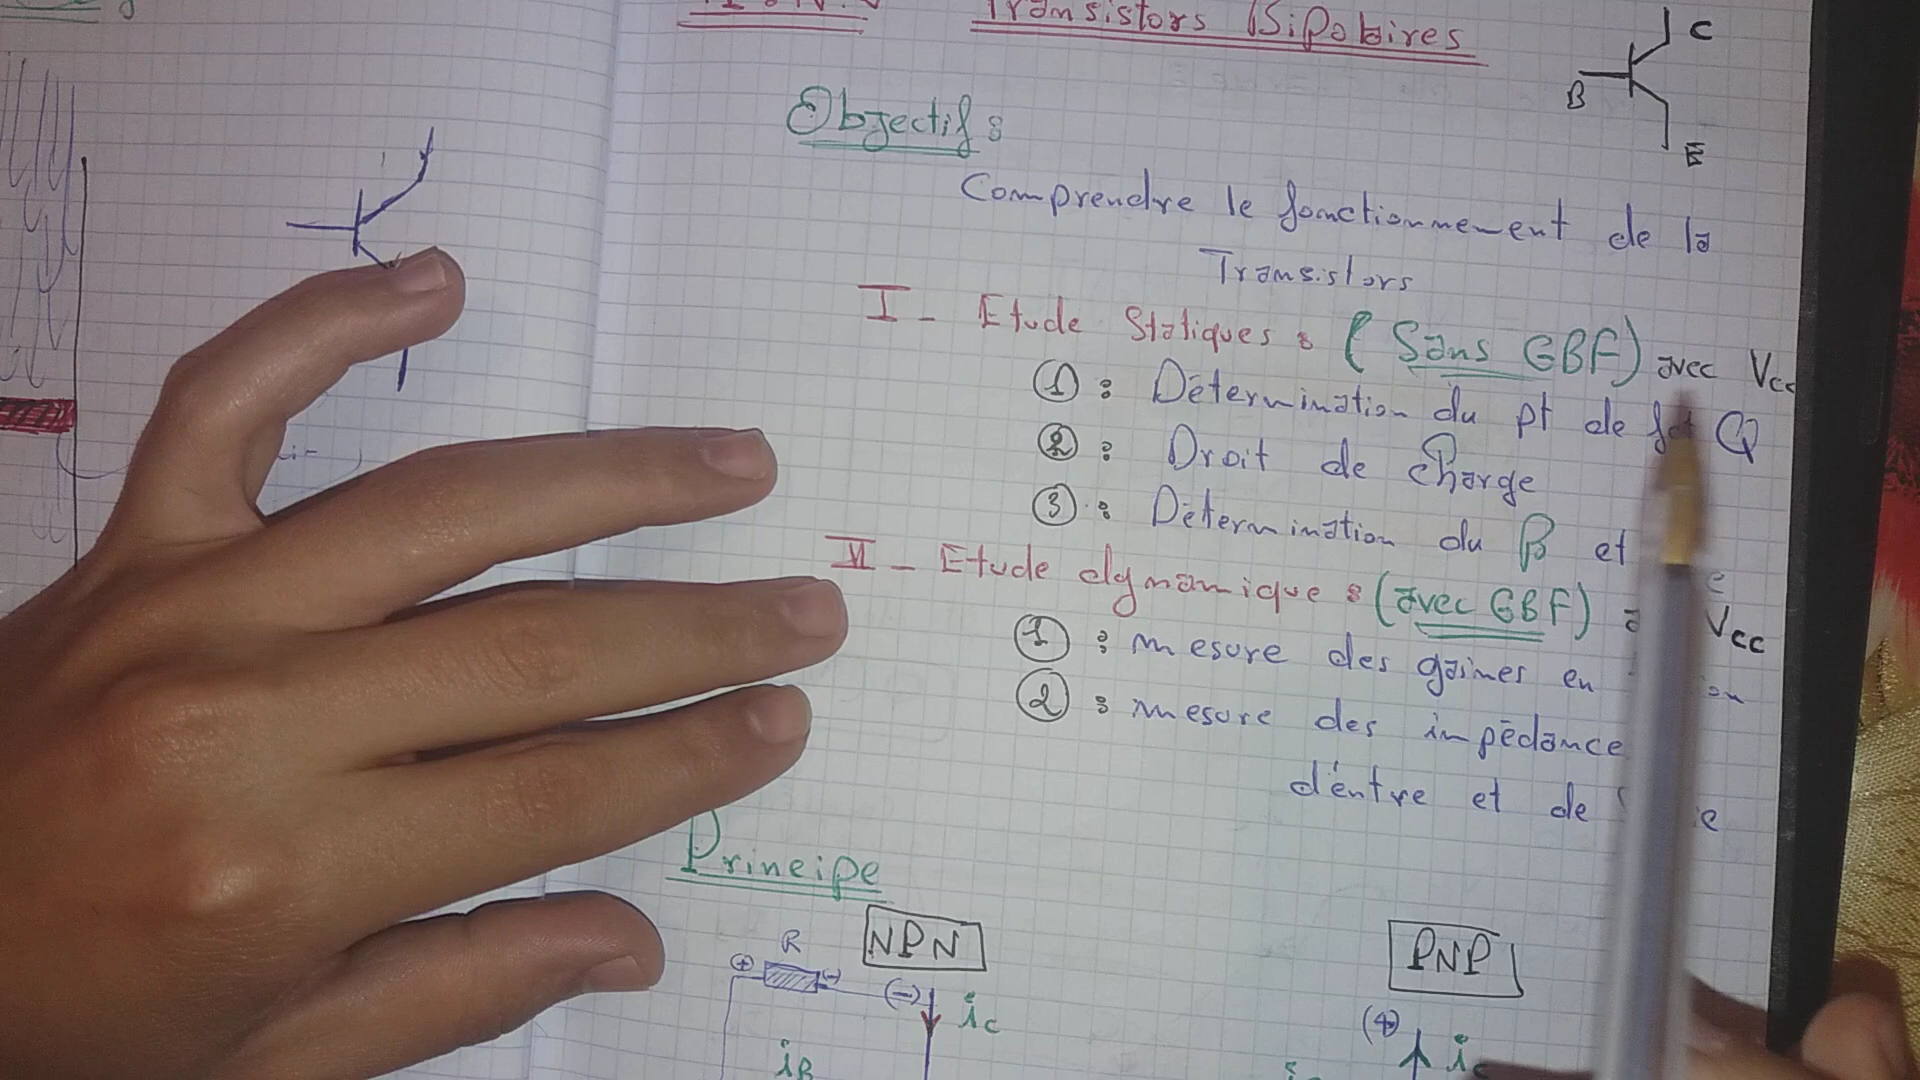 Transistors Bipolaires
C
B
E
Objectif :
Comprendre le fonctionnement de la
Transistors
I - Etude Statiques : (Sans GBF) avec Vcc
① : Détermination du pt de fct Q
② : Droit de charge
③ : Détermination du β et
II - Etude dynamique : (avec GBF) Vcc
① : mesure des gaines en
② : mesure des impédance
d'entre et de
Principe
NPN
PNP
R
(+)
(-)
(-)
ic
(+)
iB